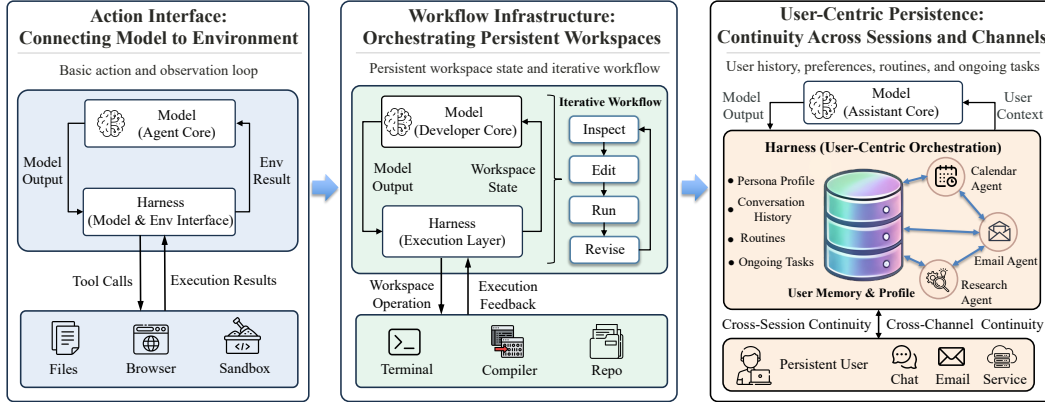 Action Interface:
Connecting Model to Environment
Basic action and observation loop
Model
(Agent Core)
Model
Output
Env
Result
Harness
(Model & Env Interface)
Tool Calls
Execution Results
Files
Browser
Sandbox
Workflow Infrastructure:
Orchestrating Persistent Workspaces
Persistent workspace state and iterative workflow
Model
(Developer Core)
Model
Output
Workspace
State
Harness
(Execution Layer)
Iterative Workflow
Inspect
Edit
Run
Revise
Workspace
Operation
Execution
Feedback
Terminal
Compiler
Repo
User-Centric Persistence:
Continuity Across Sessions and Channels
User history, preferences, routines, and ongoing tasks
Model
Output
Model
(Assistant Core)
User
Context
Harness (User-Centric Orchestration)
• Persona Profile
• Conversation
History
• Routines
• Ongoing Tasks
User Memory & Profile
Calendar
Agent
Email Agent
Research
Agent
Cross-Session Continuity
Cross-Channel Continuity
Persistent User
Chat
Email
Service